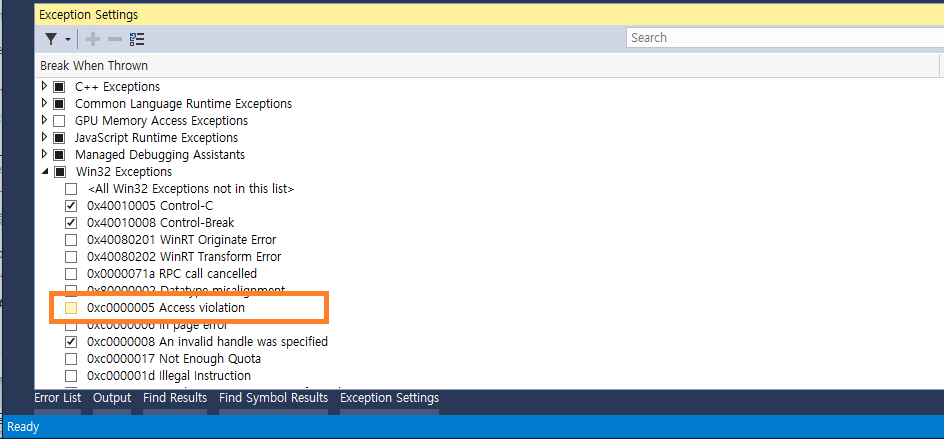 Exception Settings
Search
Break When Thrown
C++ Exceptions
Common Language Runtime Exceptions
GPU Memory Access Exceptions
JavaScript Runtime Exceptions
Managed Debugging Assistants
Win32 Exceptions
<All Win32 Exceptions not in this list>
0x40010005 Control-C
0x40010008 Control-Break
0x40080201 WinRT Originate Error
0x40080202 WinRT Transform Error
0x0000071a RPC call cancelled
0x80000002 Datatype misalignment
0xc0000005 Access violation
0xc0000006 In page error
0xc0000008 An invalid handle was specified
0xc0000017 Not Enough Quota
0xc000001d Illegal Instruction
Error List Output Find Results Find Symbol Results Exception Settings
Ready